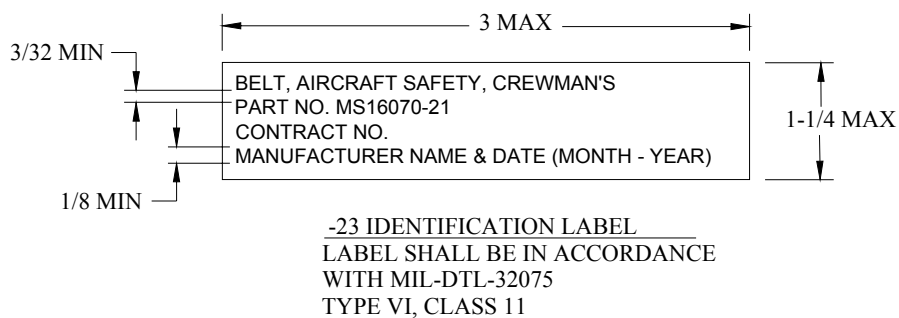 3 MAX
3/32 MIN
BELT, AIRCRAFT SAFETY, CREWMAN'S
PART NO. MS16070-21
CONTRACT NO.
MANUFACTURER NAME & DATE (MONTH - YEAR)
1-1/4 MAX
1/8 MIN
-23 IDENTIFICATION LABEL
LABEL SHALL BE IN ACCORDANCE
WITH MIL-DTL-32075
TYPE VI, CLASS 11